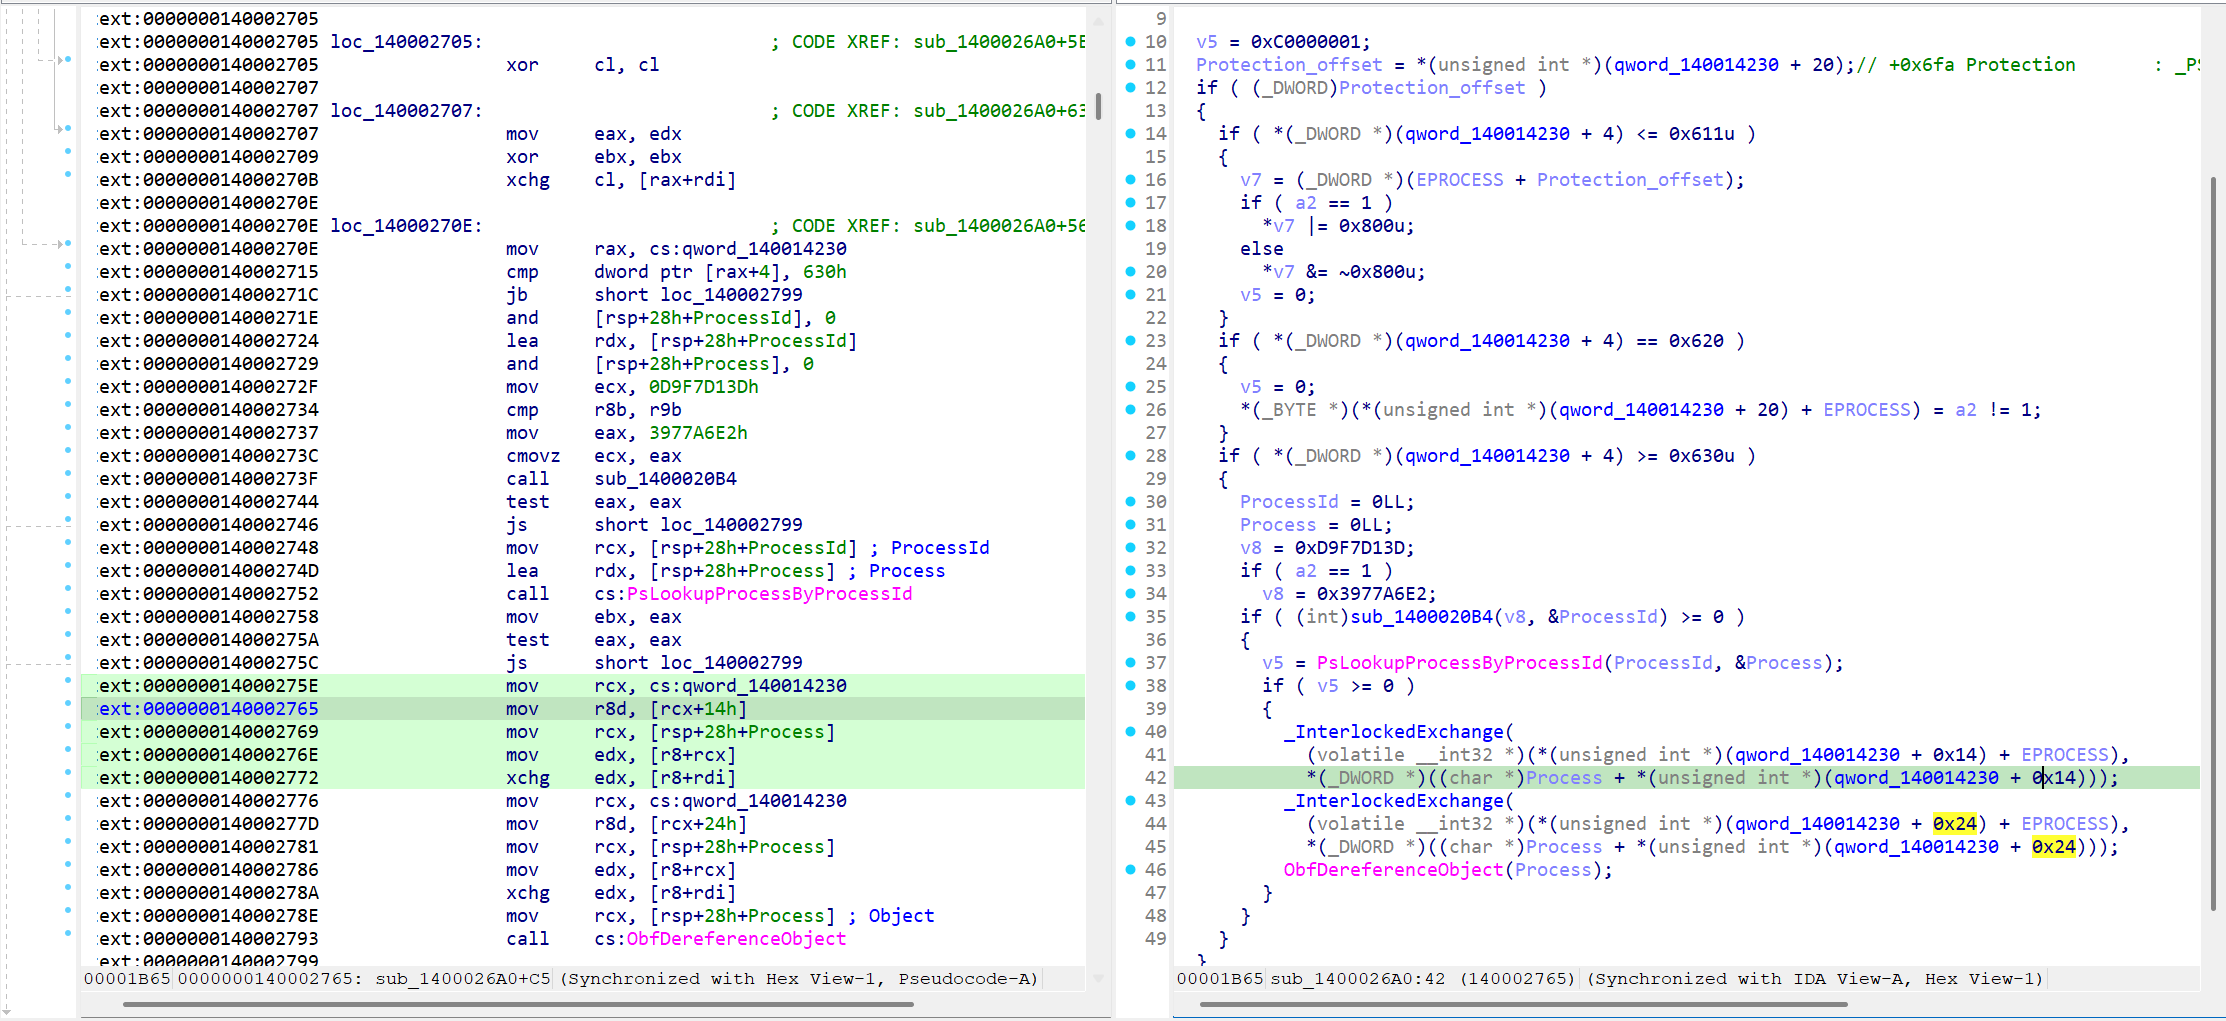 :ext:0000000140002705
:ext:0000000140002705 loc_140002705: ; CODE XREF: sub_1400026A0+5E
:ext:0000000140002705 xor cl, cl
:ext:0000000140002707
:ext:0000000140002707 loc_140002707: ; CODE XREF: sub_1400026A0+63
:ext:0000000140002707 mov eax, edx
:ext:0000000140002709 xor ebx, ebx
:ext:000000014000270B xchg cl, [rax+rdi]
:ext:000000014000270E
:ext:000000014000270E loc_14000270E: ; CODE XREF: sub_1400026A0+56
:ext:000000014000270E mov rax, cs:qword_140014230
:ext:0000000140002715 cmp dword ptr [rax+4], 630h
:ext:000000014000271C jb short loc_140002799
:ext:000000014000271E and [rsp+28h+ProcessId], 0
:ext:0000000140002724 lea rdx, [rsp+28h+ProcessId]
:ext:0000000140002729 and [rsp+28h+Process], 0
:ext:000000014000272F mov ecx, 0D9F7D13Dh
:ext:0000000140002734 cmp r8b, r9b
:ext:0000000140002737 mov eax, 3977A6E2h
:ext:000000014000273C cmovz ecx, eax
:ext:000000014000273F call sub_1400020B4
:ext:0000000140002744 test eax, eax
:ext:0000000140002746 js short loc_140002799
:ext:0000000140002748 mov rcx, [rsp+28h+ProcessId] ; ProcessId
:ext:000000014000274D lea rdx, [rsp+28h+Process] ; Process
:ext:0000000140002752 call cs:PsLookupProcessByProcessId
:ext:0000000140002758 mov ebx, eax
:ext:000000014000275A test eax, eax
:ext:000000014000275C js short loc_140002799
:ext:000000014000275E mov rcx, cs:qword_140014230
:ext:0000000140002765 mov r8d, [rcx+14h]
:ext:0000000140002769 mov rcx, [rsp+28h+Process]
:ext:000000014000276E mov edx, [r8+rcx]
:ext:0000000140002772 xchg edx, [r8+rdi]
:ext:0000000140002776 mov rcx, cs:qword_140014230
:ext:000000014000277D mov r8d, [rcx+24h]
:ext:0000000140002781 mov rcx, [rsp+28h+Process]
:ext:0000000140002786 mov edx, [r8+rcx]
:ext:000000014000278A xchg edx, [r8+rdi]
:ext:000000014000278E mov rcx, [rsp+28h+Process] ; Object
:ext:0000000140002793 call cs:ObfDereferenceObject
:ext:0000000140002799
00001B65 0000000140002765: sub_1400026A0+C5 (Synchronized with Hex View-1, Pseudocode-A)
9
10 v5 = 0xC0000001;
11 Protection_offset = *(unsigned int *)(qword_140014230 + 20);// +0x6fa Protection : _PS
12 if ( (_DWORD)Protection_offset )
13 {
14 if ( *(_DWORD *)(qword_140014230 + 4) <= 0x611u )
15 {
16 v7 = (_DWORD *)(EPROCESS + Protection_offset);
17 if ( a2 == 1 )
18 *v7 |= 0x800u;
19 else
20 *v7 &= ~0x800u;
21 v5 = 0;
22 }
23 if ( *(_DWORD *)(qword_140014230 + 4) == 0x620 )
24 {
25 v5 = 0;
26 *(_BYTE *)(*(unsigned int *)(qword_140014230 + 20) + EPROCESS) = a2 != 1;
27 }
28 if ( *(_DWORD *)(qword_140014230 + 4) >= 0x630u )
29 {
30 ProcessId = 0LL;
31 Process = 0LL;
32 v8 = 0xD9F7D13D;
33 if ( a2 == 1 )
34 v8 = 0x3977A6E2;
35 if ( (int)sub_1400020B4(v8, &ProcessId) >= 0 )
36 {
37 v5 = PsLookupProcessByProcessId(ProcessId, &Process);
38 if ( v5 >= 0 )
39 {
40 _InterlockedExchange(
41 (volatile __int32 *)(*(unsigned int *)(qword_140014230 + 0x14) + EPROCESS),
42 *(_DWORD *)((char *)Process + *(unsigned int *)(qword_140014230 + 0x14)));
43 _InterlockedExchange(
44 (volatile __int32 *)(*(unsigned int *)(qword_140014230 + 0x24) + EPROCESS),
45 *(_DWORD *)((char *)Process + *(unsigned int *)(qword_140014230 + 0x24)));
46 ObfDereferenceObject(Process);
47 }
48 }
49 }
}
00001B65 sub_1400026A0:42 (140002765) (Synchronized with IDA View-A, Hex View-1)